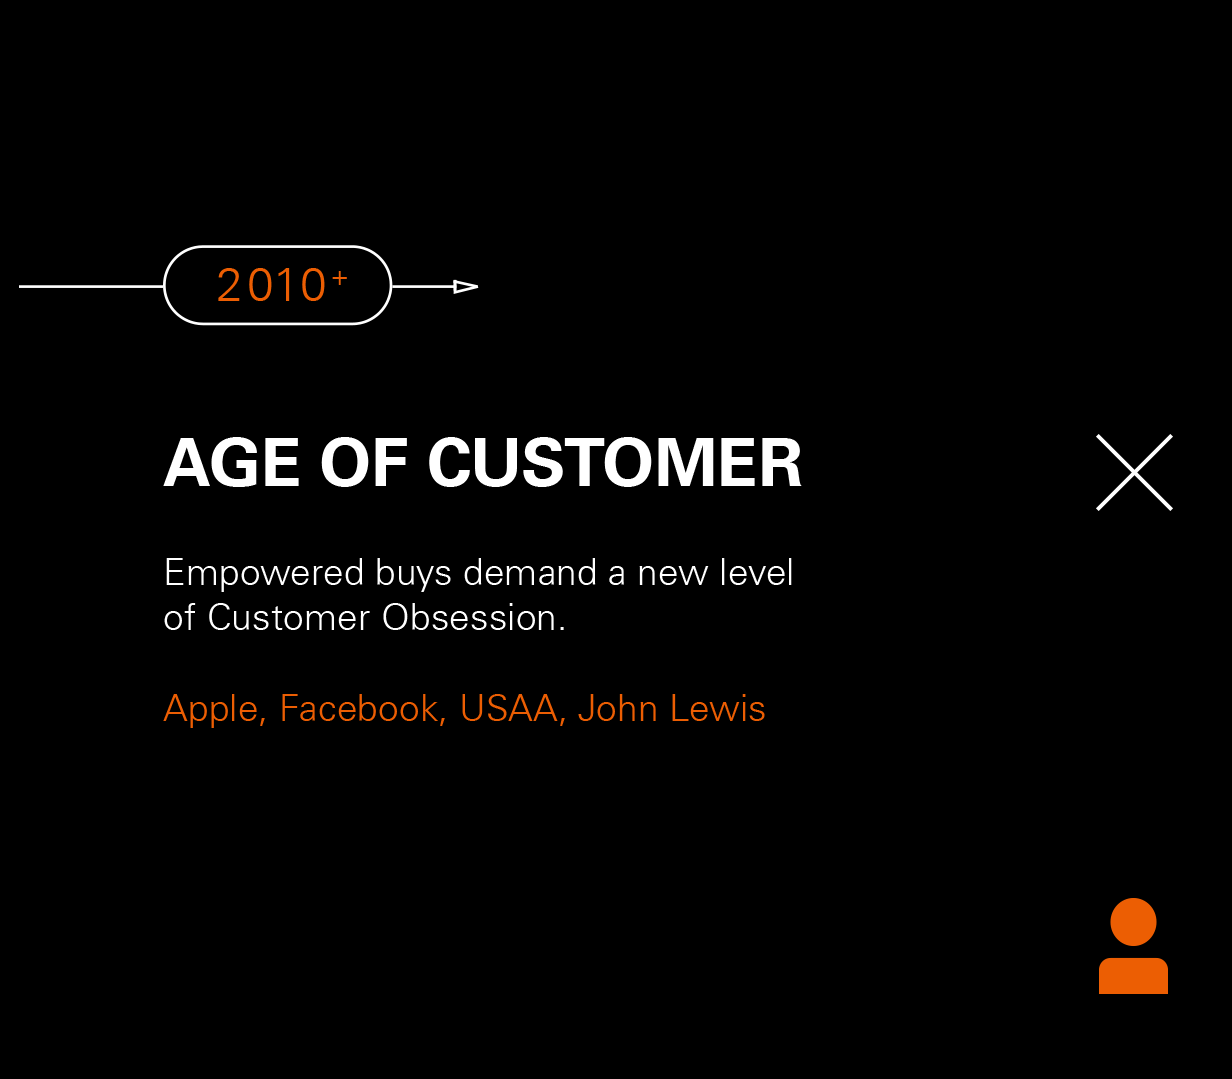 2010+
AGE OF CUSTOMER
Empowered buys demand a new level
of Customer Obsession.
Apple, Facebook, USAA, John Lewis